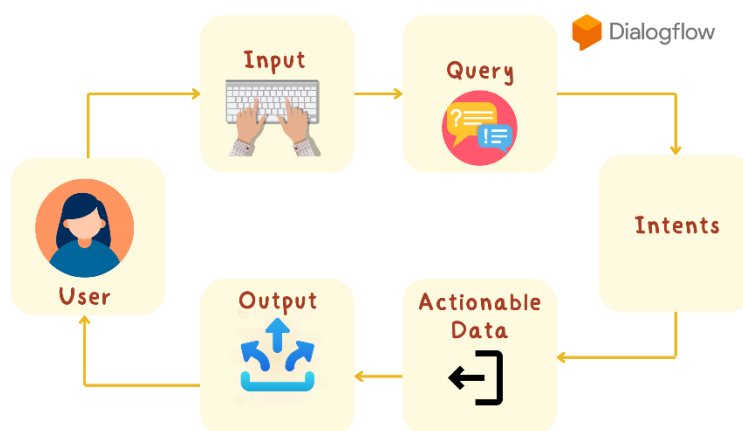 Dialogflow
Input
Query
Intents
User
Output
Actionable
Data